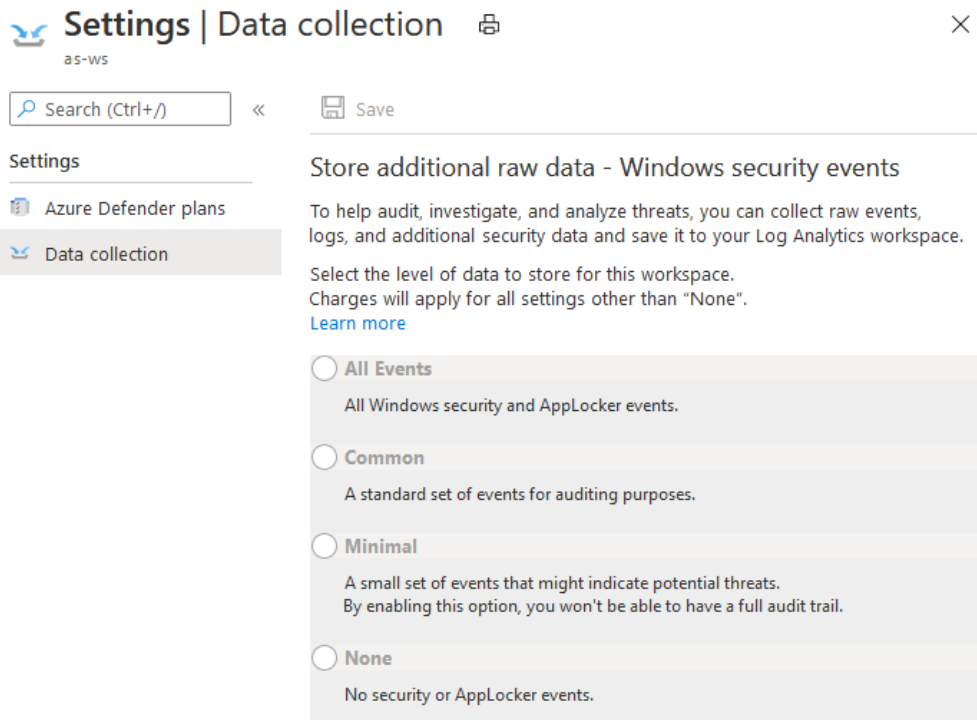 Settings | Data collection
as-ws
Search (Ctrl+/)
«
Save
Settings
Azure Defender plans
Data collection
Store additional raw data - Windows security events
To help audit, investigate, and analyze threats, you can collect raw events,
logs, and additional security data and save it to your Log Analytics workspace.
Select the level of data to store for this workspace.
Charges will apply for all settings other than “None”.
Learn more
All Events
All Windows security and AppLocker events.
Common
A standard set of events for auditing purposes.
Minimal
A small set of events that might indicate potential threats.
By enabling this option, you won't be able to have a full audit trail.
None
No security or AppLocker events.